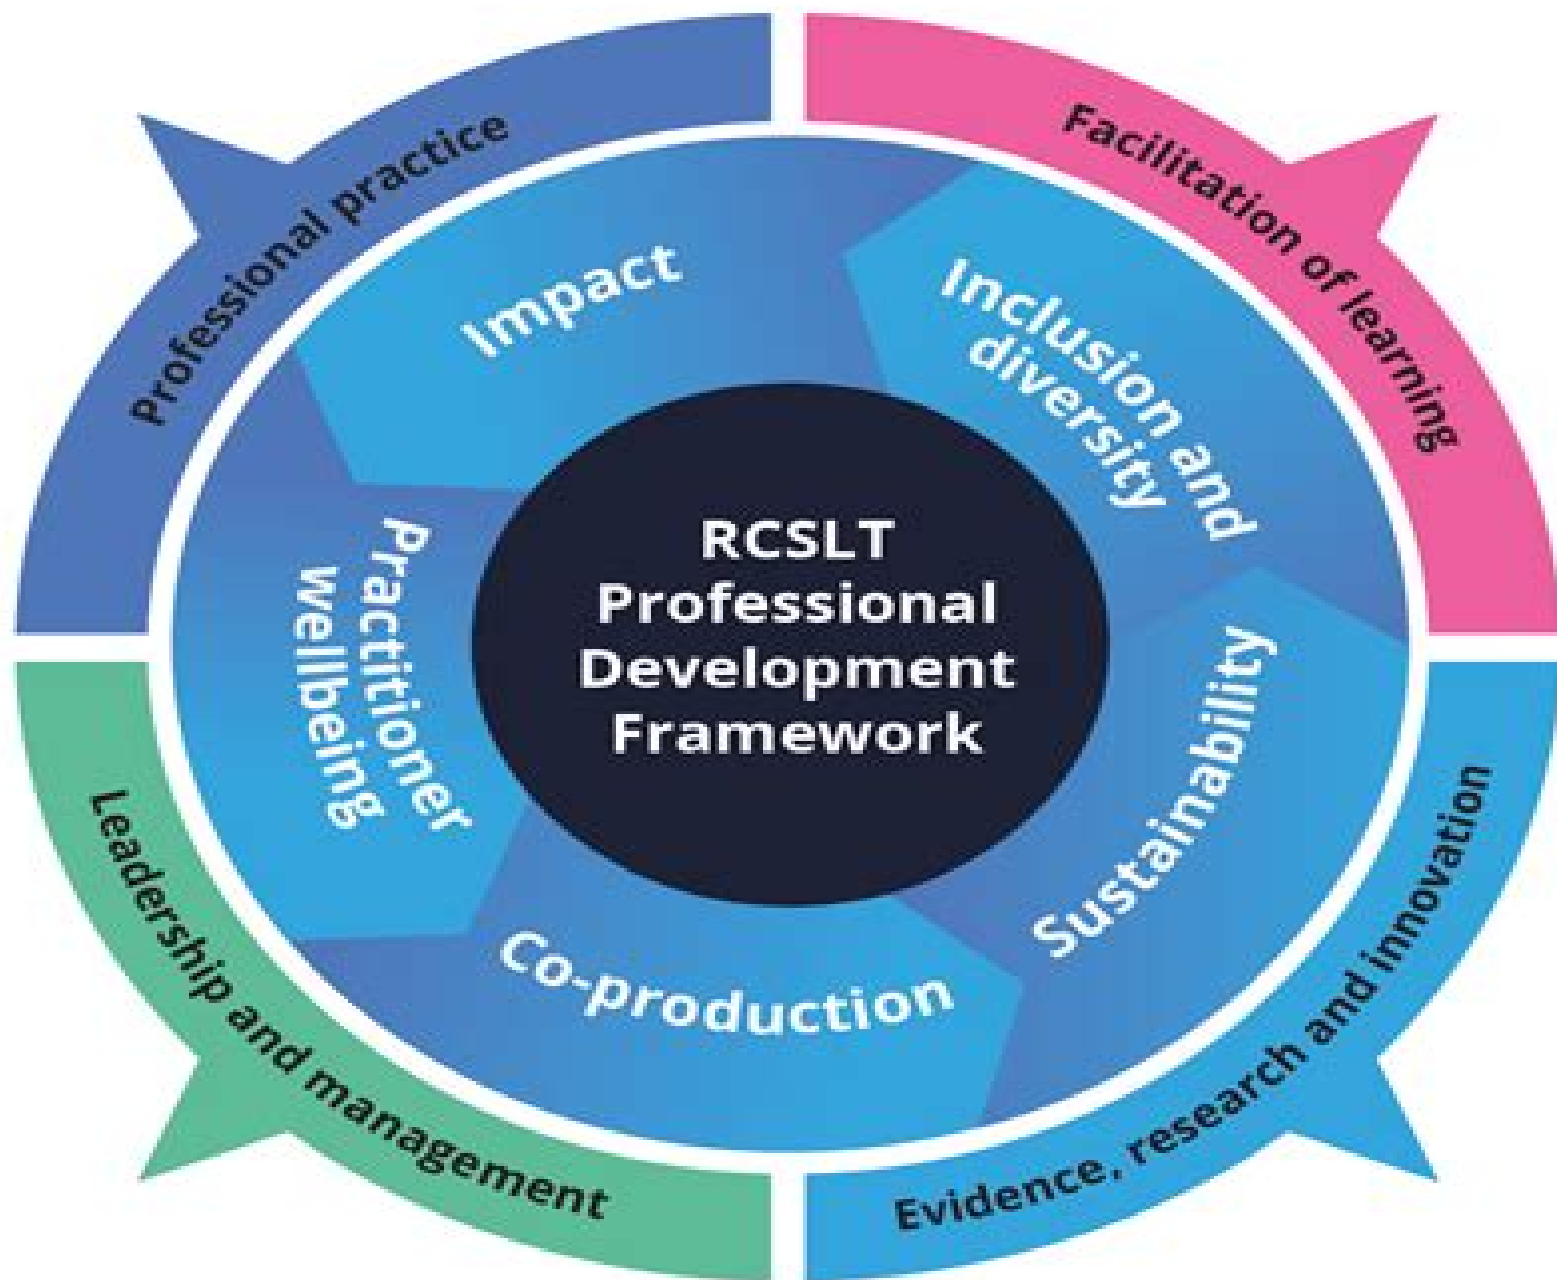 Professional practice
Facilitation of learning
Impact
Inclusion and
diversity
RCSLT
Professional
Development
Framework
Practitioner
wellbeing
Sustainability
Co-production
Leadership and management
Evidence, research and innovation